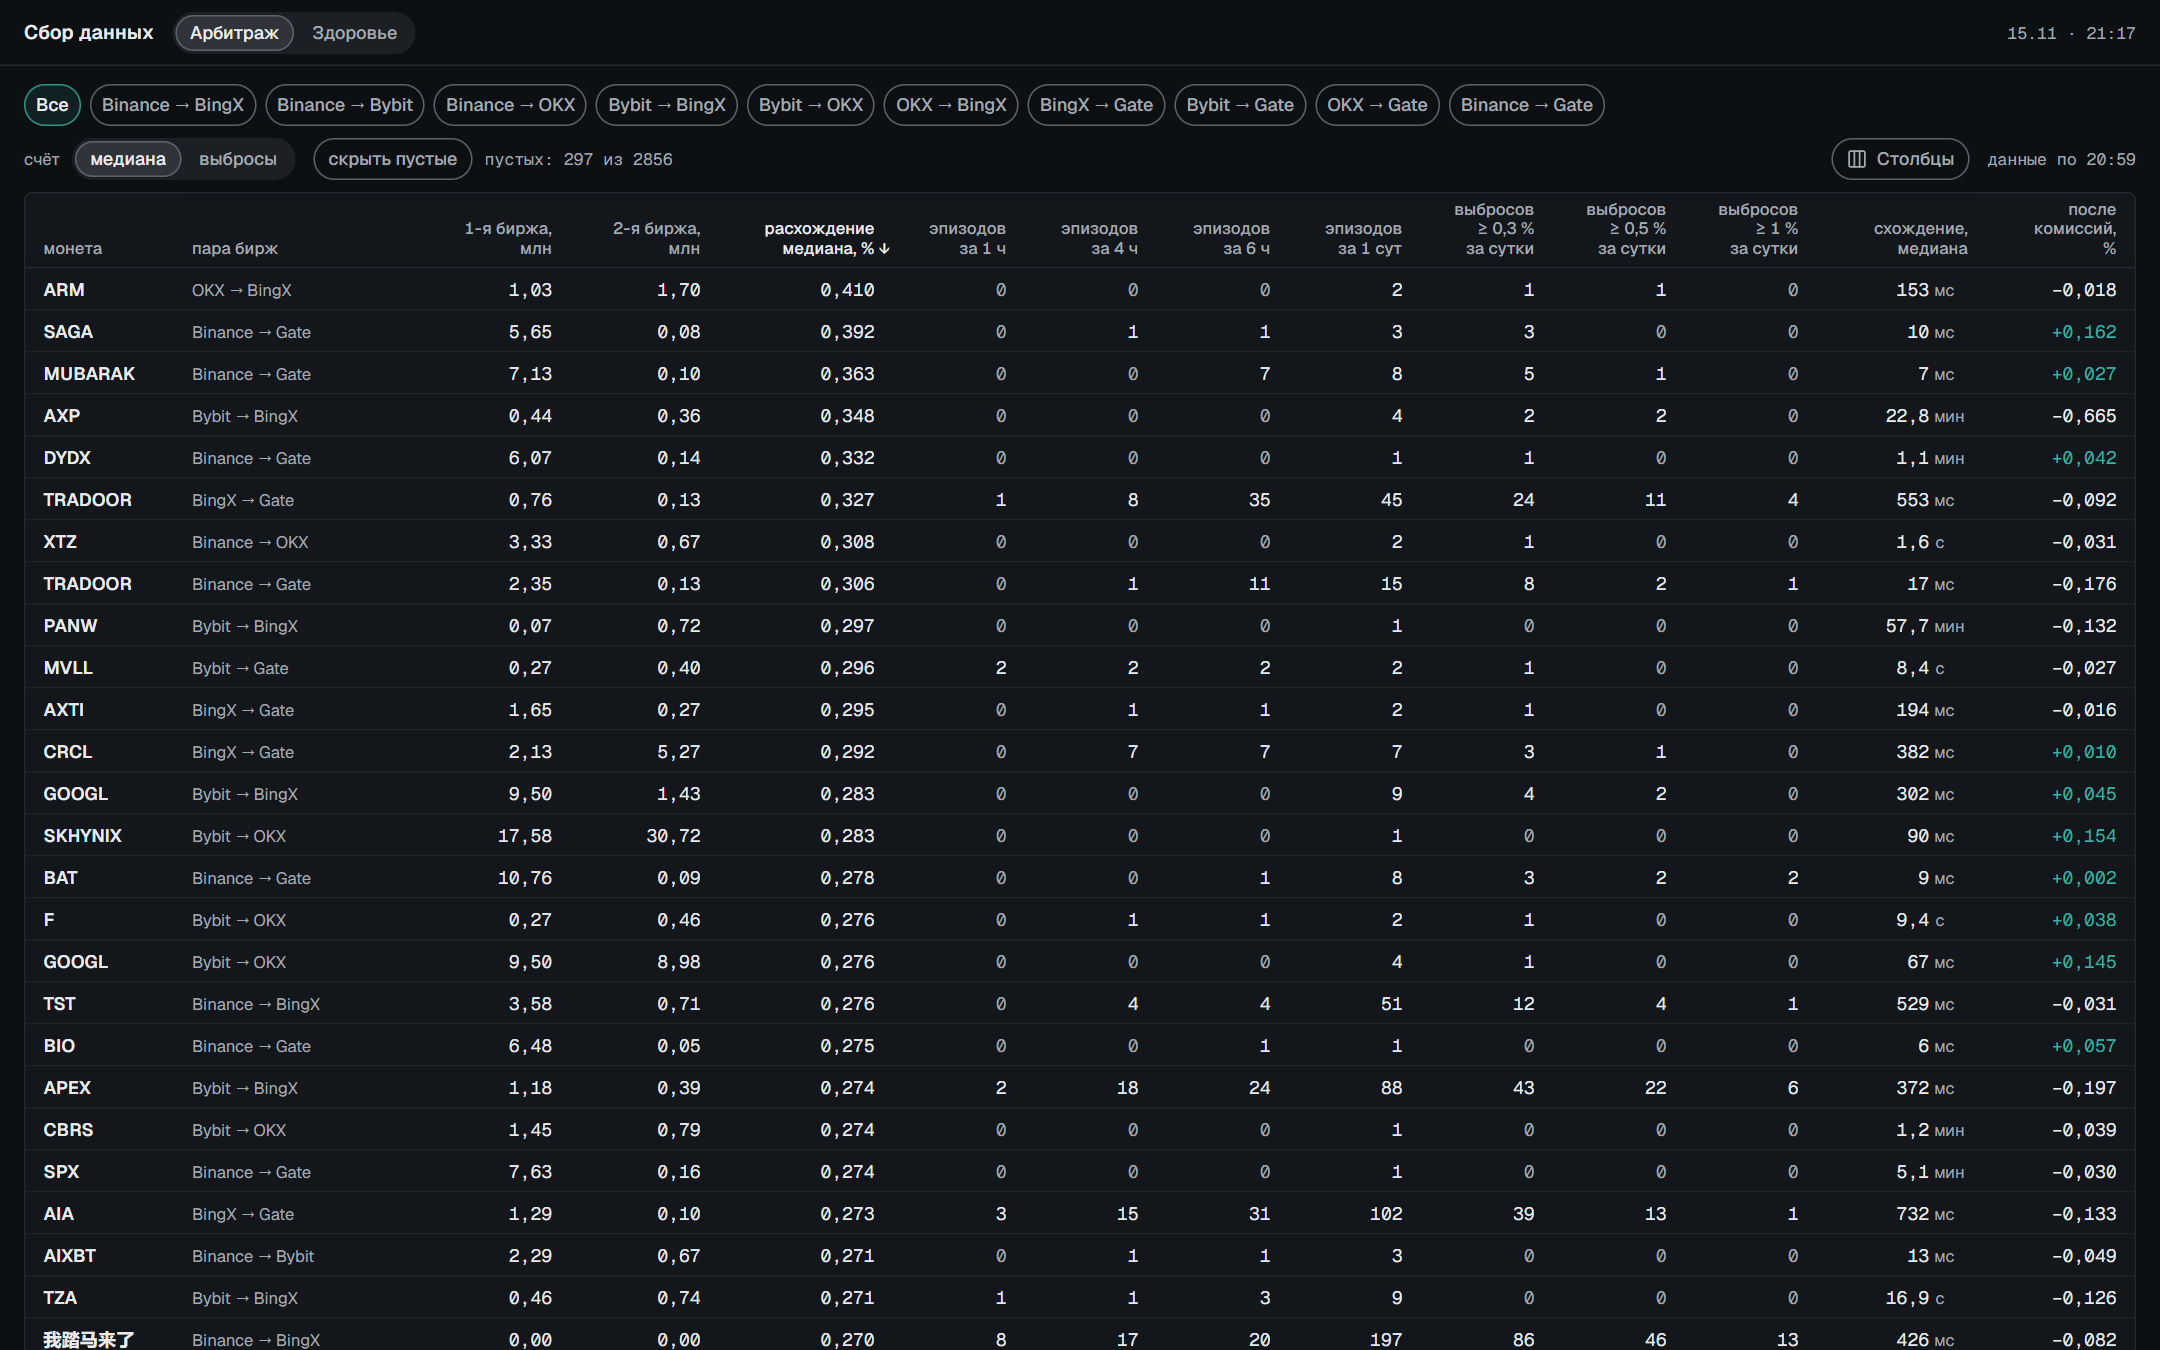 Сбор данных Арбитраж Здоровье 15.11 · 21:17
Все Binance → BingX Binance → Bybit Binance → OKX Bybit → BingX Bybit → OKX OKX → BingX BingX → Gate Bybit → Gate OKX → Gate Binance → Gate
счёт медиана выбросы скрыть пустые пустых: 297 из 2856 Столбцы данные по 20:59
монета пара бирж 1-я биржа, млн 2-я биржа, млн расхождение медиана, % ↓ эпизодов за 1 ч эпизодов за 4 ч эпизодов за 6 ч эпизодов за 1 сут выбросов ≥ 0,3 % за сутки выбросов ≥ 0,5 % за сутки выбросов ≥ 1 % за сутки схождение, медиана после комиссий, %
ARM OKX → BingX 1,03 1,70 0,410 0 0 0 2 1 1 0 153 мс −0,018
SAGA Binance → Gate 5,65 0,08 0,392 0 1 1 3 3 0 0 10 мс +0,162
MUBARAK Binance → Gate 7,13 0,10 0,363 0 0 7 8 5 1 0 7 мс +0,027
AXP Bybit → BingX 0,44 0,36 0,348 0 0 0 4 2 2 0 22,8 мин −0,665
DYDX Binance → Gate 6,07 0,14 0,332 0 0 0 1 1 0 0 1,1 мин +0,042
TRADOOR BingX → Gate 0,76 0,13 0,327 1 8 35 45 24 11 4 553 мс −0,092
XTZ Binance → OKX 3,33 0,67 0,308 0 0 0 2 1 0 0 1,6 с −0,031
TRADOOR Binance → Gate 2,35 0,13 0,306 0 1 11 15 8 2 1 17 мс −0,176
PANW Bybit → BingX 0,07 0,72 0,297 0 0 0 1 0 0 0 57,7 мин −0,132
MVLL Bybit → Gate 0,27 0,40 0,296 2 2 2 2 1 0 0 8,4 с −0,027
AXTI BingX → Gate 1,65 0,27 0,295 0 1 1 2 1 0 0 194 мс −0,016
CRCL BingX → Gate 2,13 5,27 0,292 0 7 7 7 3 1 0 382 мс +0,010
GOOGL Bybit → BingX 9,50 1,43 0,283 0 0 0 9 4 2 0 302 мс +0,045
SKHYNIX Bybit → OKX 17,58 30,72 0,283 0 0 0 1 0 0 0 90 мс +0,154
BAT Binance → Gate 10,76 0,09 0,278 0 0 1 8 3 2 2 9 мс +0,002
F Bybit → OKX 0,27 0,46 0,276 0 1 1 2 1 0 0 9,4 с +0,038
GOOGL Bybit → OKX 9,50 8,98 0,276 0 0 0 4 1 0 0 67 мс +0,145
TST Binance → BingX 3,58 0,71 0,276 0 4 4 51 12 4 1 529 мс −0,031
BIO Binance → Gate 6,48 0,05 0,275 0 0 1 1 0 0 0 6 мс +0,057
APEX Bybit → BingX 1,18 0,39 0,274 2 18 24 88 43 22 6 372 мс −0,197
CBRS Bybit → OKX 1,45 0,79 0,274 0 0 0 1 0 0 0 1,2 мин −0,039
SPX Binance → Gate 7,63 0,16 0,274 0 0 0 1 0 0 0 5,1 мин −0,030
AIA BingX → Gate 1,29 0,10 0,273 3 15 31 102 39 13 1 732 мс −0,133
AIXBT Binance → Bybit 2,29 0,67 0,271 0 1 1 3 0 0 0 13 мс −0,049
TZA Bybit → BingX 0,46 0,74 0,271 1 1 3 9 0 0 0 16,9 с −0,126
我踏马来了 Binance → BingX 0,00 0,00 0,270 8 17 20 197 86 46 13 426 мс −0,082